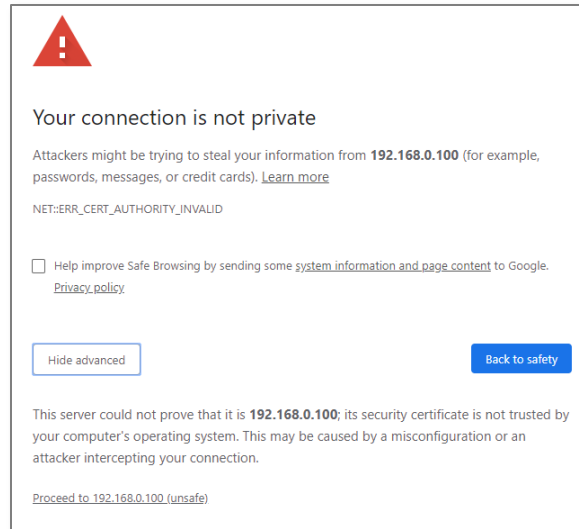 Your connection is not private
Attackers might be trying to steal your information from 192.168.0.100 (for example,
passwords, messages, or credit cards). Learn more
NET::ERR_CERT_AUTHORITY_INVALID
Help improve Safe Browsing by sending some system information and page content to Google.
Privacy policy
Hide advanced
Back to safety
This server could not prove that it is 192.168.0.100; its security certificate is not trusted by
your computer's operating system. This may be caused by a misconfiguration or an
attacker intercepting your connection.
Proceed to 192.168.0.100 (unsafe)